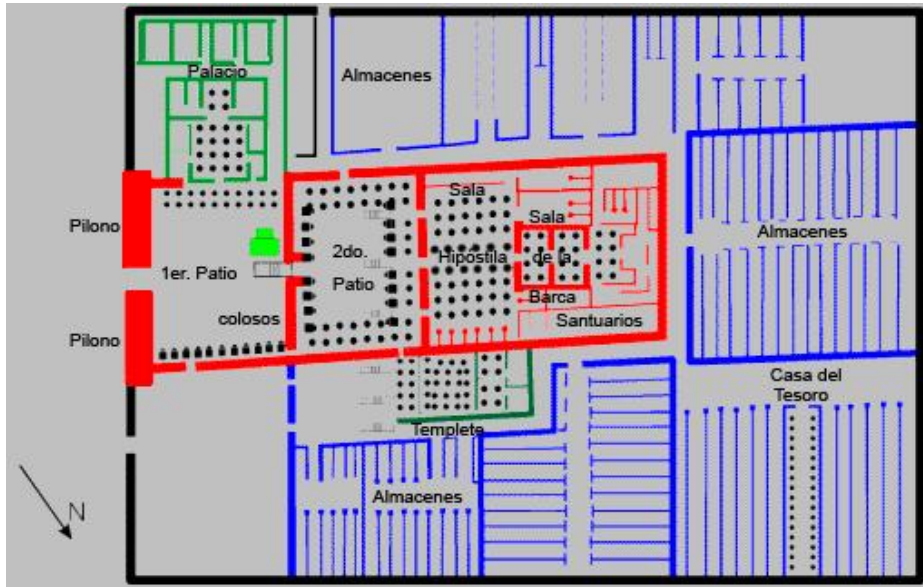 Palacio
Almacenes
Pilono
1er. Patio
colosos
Pilono
2do.
Patio
Sala
Hipóstila
Sala
de la
Barca
Santuarios
Templete
Almacenes
Almacenes
Casa del
Tesoro
N